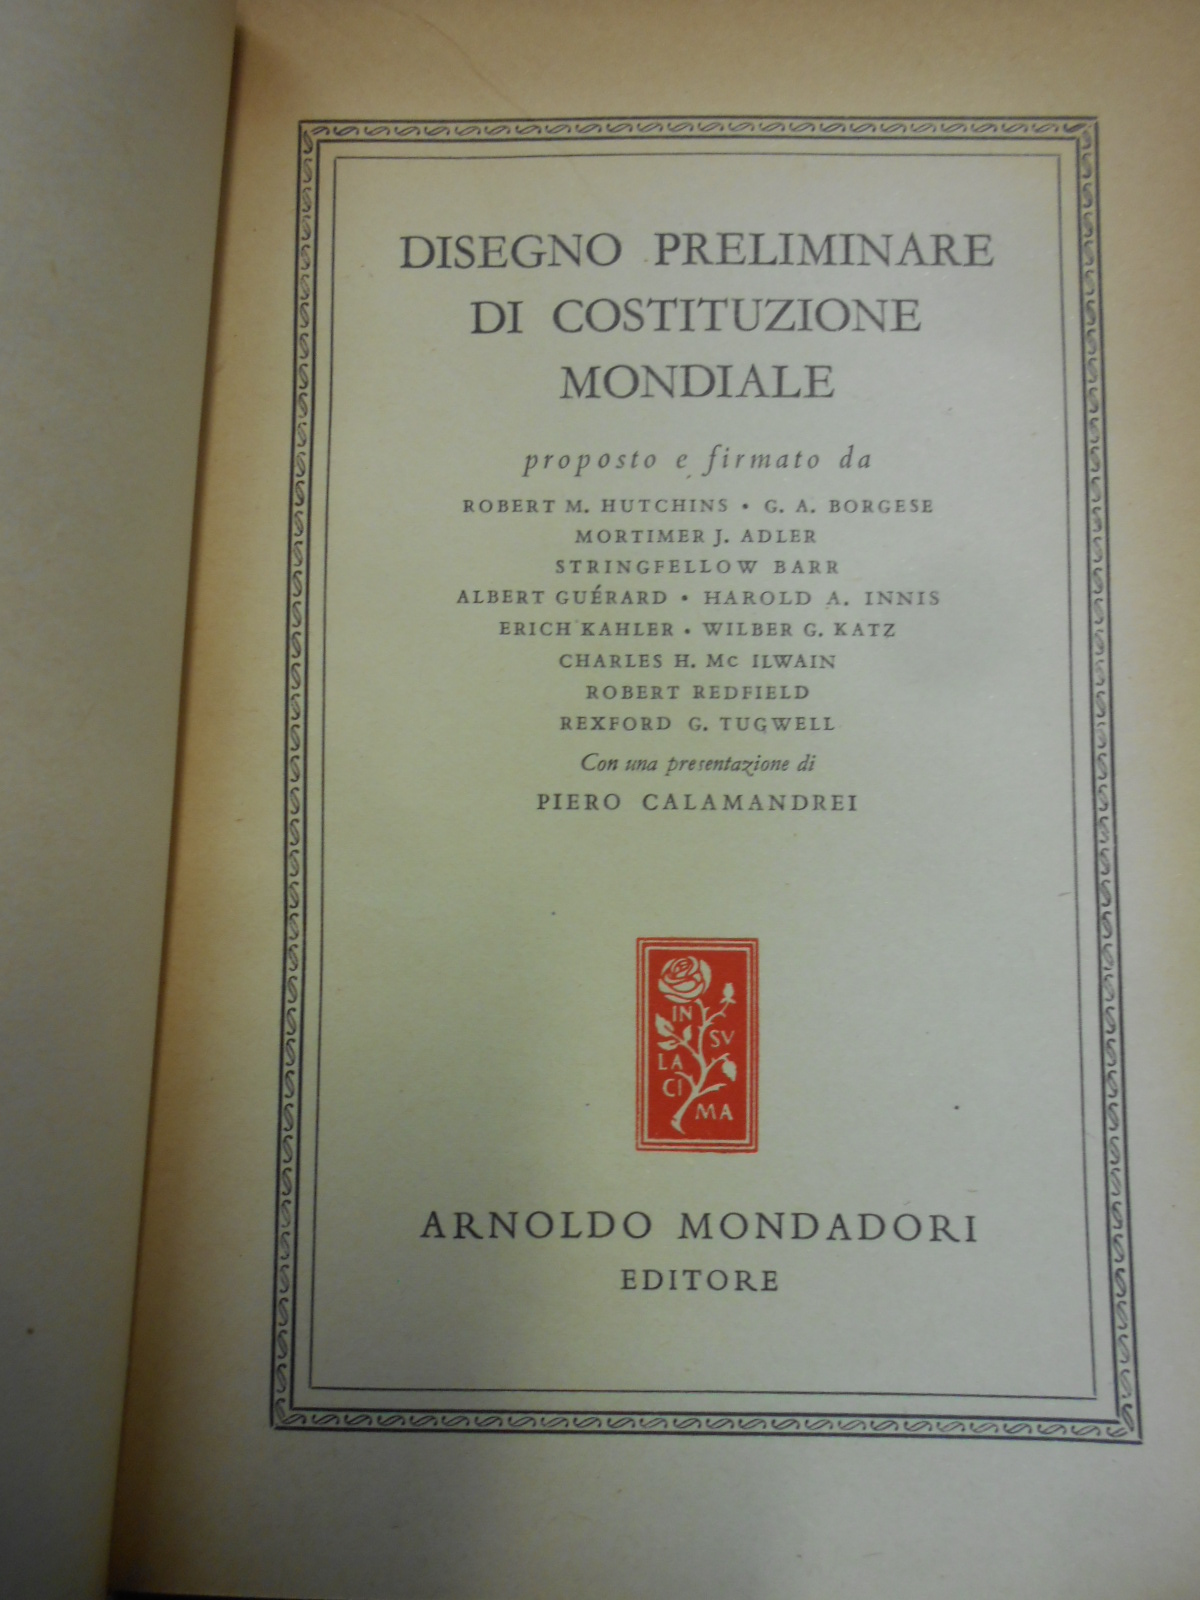 DISEGNO PRELIMINARE
DI COSTITUZIONE
MONDIALE
proposto e firmato da
ROBERT M. HUTCHINS • G. A. BORGESE
MORTIMER J. ADLER
STRINGFELLOW BARR
ALBERT GUÉRARD • HAROLD A. INNIS
ERICH KAHLER • WILBER G. KATZ
CHARLES H. Mc ILWAIN
ROBERT REDFIELD
REXFORD G. TUGWELL
Con una presentazione di
PIERO CALAMANDREI
IN
SV
LA
CI
MA
ARNOLDO MONDADORI
EDITORE